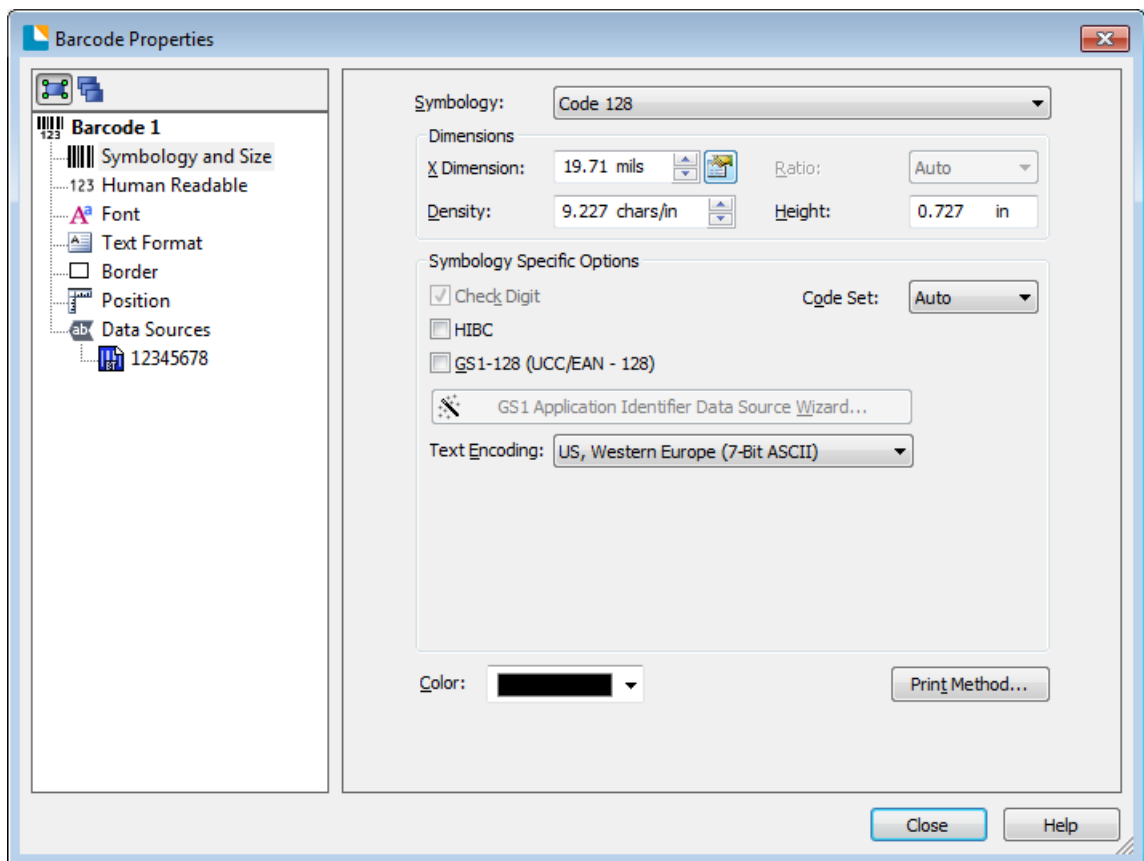 Barcode Properties
Barcode 1
Symbology and Size
123 Human Readable
Font
Text Format
Border
Position
Data Sources
12345678
Symbology: Code 128
Dimensions
X Dimension: 19.71 mils Ratio: Auto
Density: 9.227 chars/in Height: 0.727 in
Symbology Specific Options
Check Digit Code Set: Auto
HIBC
GS1-128 (UCC/EAN - 128)
GS1 Application Identifier Data Source Wizard...
Text Encoding: US, Western Europe (7-Bit ASCII)
Color: Print Method...
Close Help